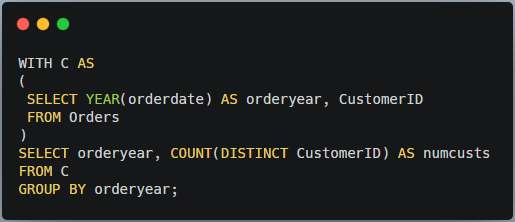 WITH C AS
(
 SELECT YEAR(orderdate) AS orderyear, CustomerID
 FROM Orders
)
SELECT orderyear, COUNT(DISTINCT CustomerID) AS numcusts
FROM C
GROUP BY orderyear;